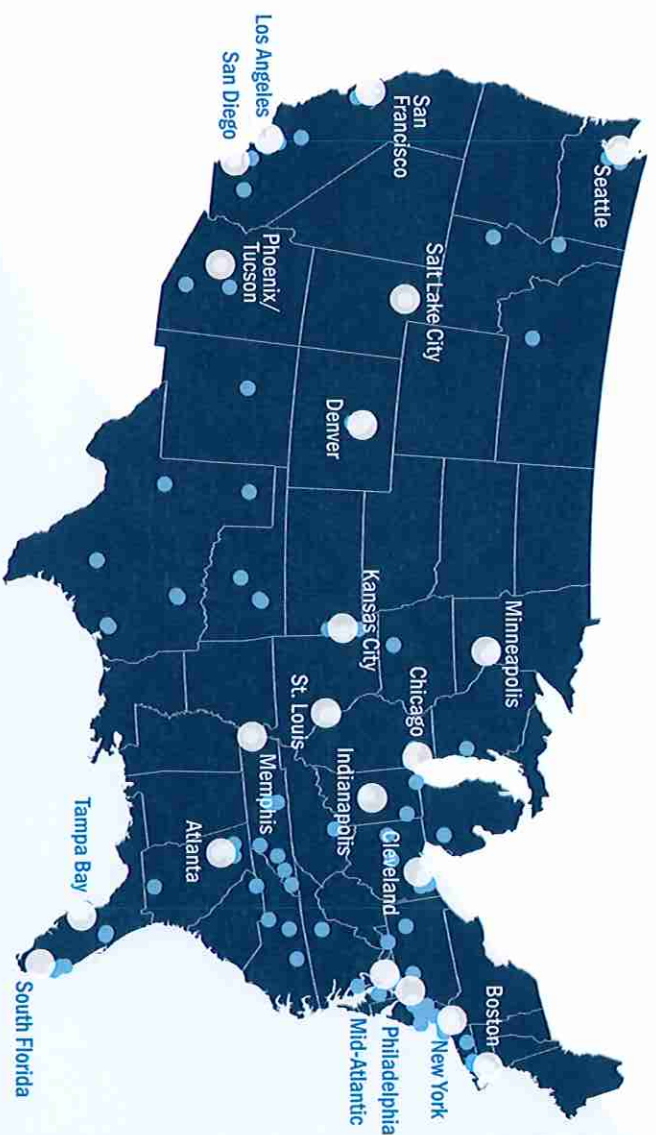 Seattle
San
Francisco
Los Angeles
San Diego
Salt Lake City
Phoenix/
Tucson
Denver
Minneapolis
Kansas City
Chicago
St. Louis
Indianapolis
Memphis
Cleveland
Atlanta
Tampa Bay
South Florida
Boston
New York
Philadelphia
Mid-Atlantic